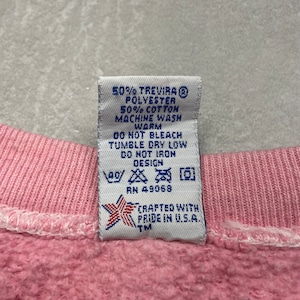 50% TREVIRA®
POLYESTER
50% COTTON
MACHINE WASH
WARM
DO NOT BLEACH
TUMBLE DRY LOW
DO NOT IRON
DESIGN
RN 49068
CRAFTED WITH
PRIDE IN U.S.A.
TM